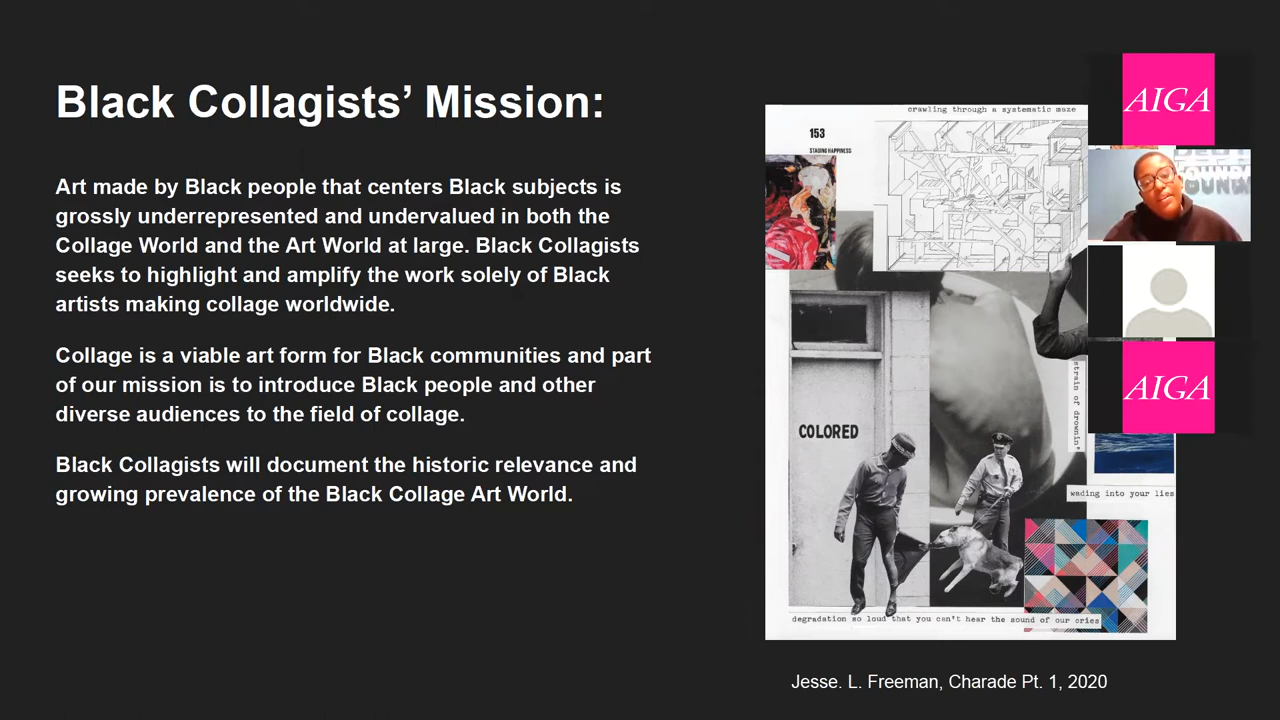 Black Collagists’ Mission:
Art made by Black people that centers Black subjects is
grossly underrepresented and undervalued in both the
Collage World and the Art World at large. Black Collagists
seeks to highlight and amplify the work solely of Black
artists making collage worldwide.
Collage is a viable art form for Black communities and part
of our mission is to introduce Black people and other
diverse audiences to the field of collage.
Black Collagists will document the historic relevance and
growing prevalence of the Black Collage Art World.
crawling through a systematic maze
153
STAGING HAPPINESS
COLORED
strain of drownin'
wading into your lies
degradation so loud that you can't hear the sound of our cries
Jesse. L. Freeman, Charade Pt. 1, 2020
AIGA
AIGA